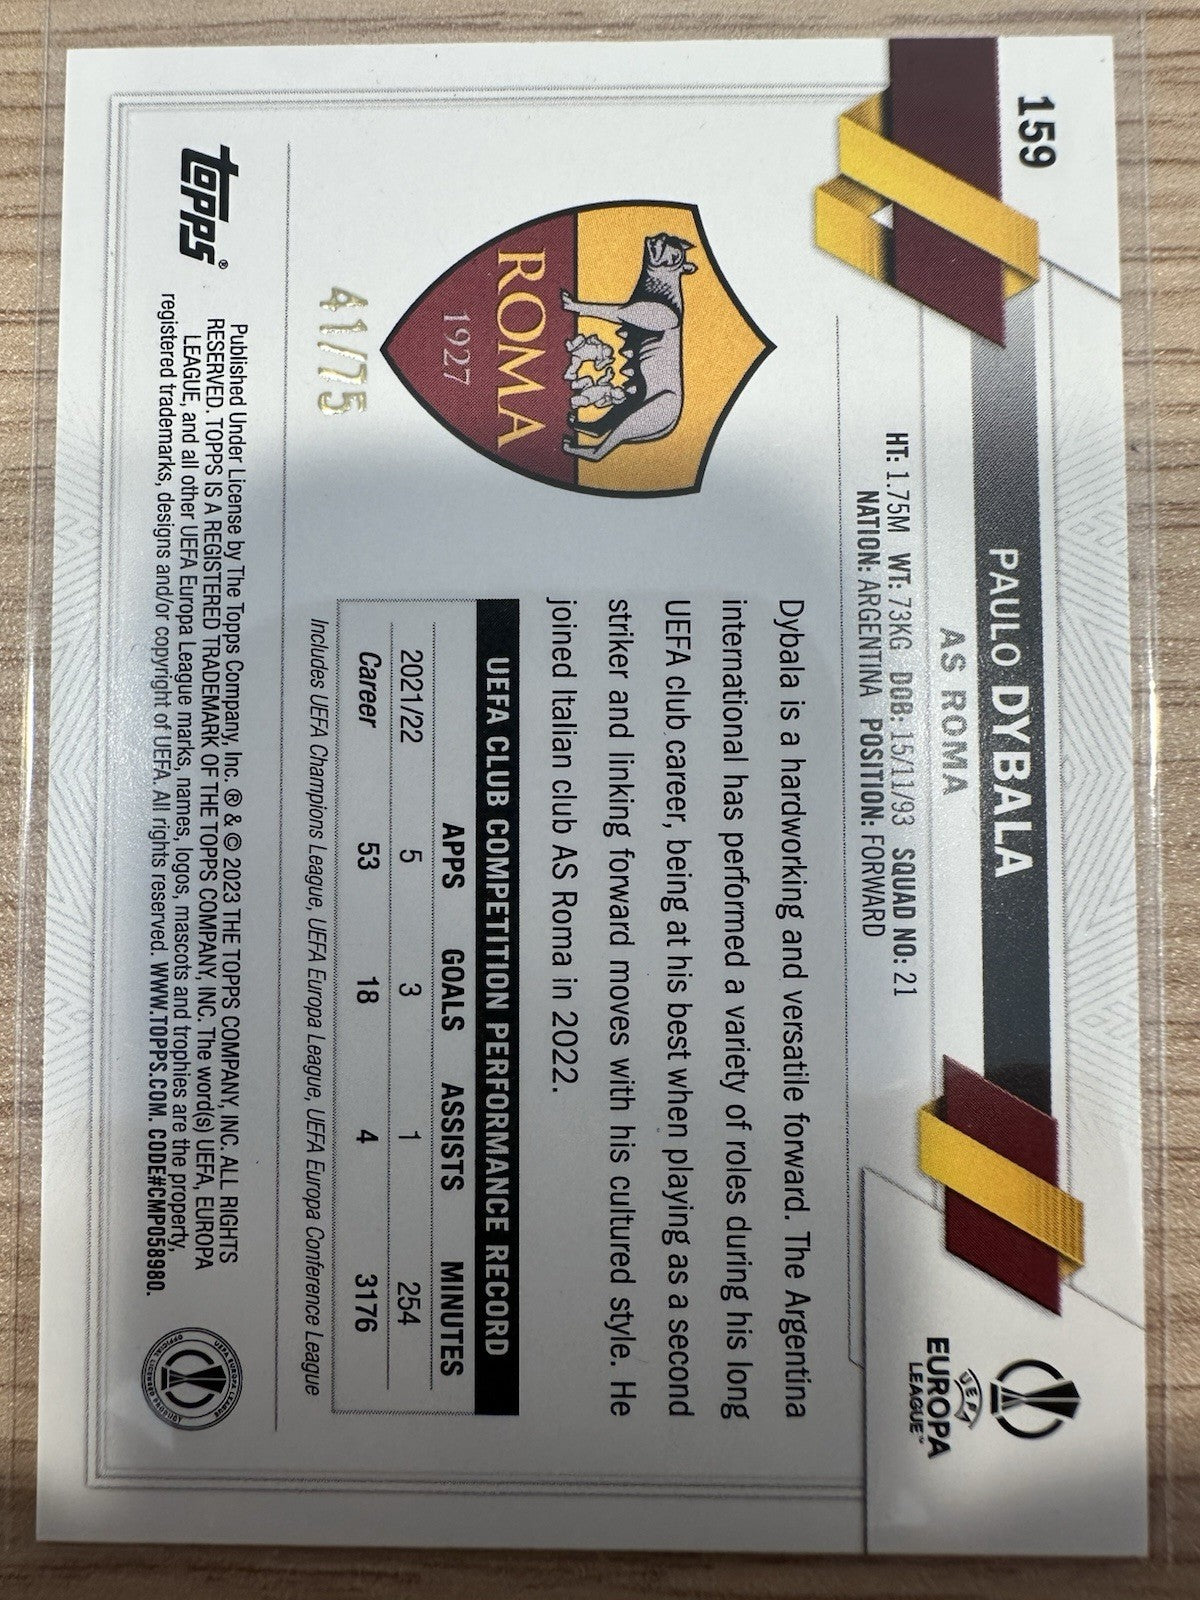 159
PAULO DYBALA
AS ROMA
HT: 1.75M WT: 73KG DOB: 15/11/93 SQUAD NO: 21
NATION: ARGENTINA POSITION: FORWARD
UEFA
EUROPA
LEAGUE™
ROMA
1927
41/75
Dybala is a hardworking and versatile forward. The Argentina
international has performed a variety of roles during his long
UEFA club career, being at his best when playing as a second
striker and linking forward moves with his cultured style. He
joined Italian club AS Roma in 2022.
UEFA CLUB COMPETITION PERFORMANCE RECORD
APPS GOALS ASSISTS MINUTES
2021/22 5 3 1 254
Career 53 18 4 3176
Includes UEFA Champions League, UEFA Europa League, UEFA Europa Conference League
topps®
Published Under License by The Topps Company, Inc. ® & © 2023 THE TOPPS COMPANY, INC. ALL RIGHTS
RESERVED. TOPPS IS A REGISTERED TRADEMARK OF THE TOPPS COMPANY, INC. The word(s) UEFA, EUROPA
LEAGUE, and all other UEFA Europa League marks, names, logos, mascots and trophies are the property,
registered trademarks, designs and/or copyright of UEFA. All rights reserved. WWW.TOPPS.COM. CODE#CMP058980.
UEFA EUROPA LEAGUE